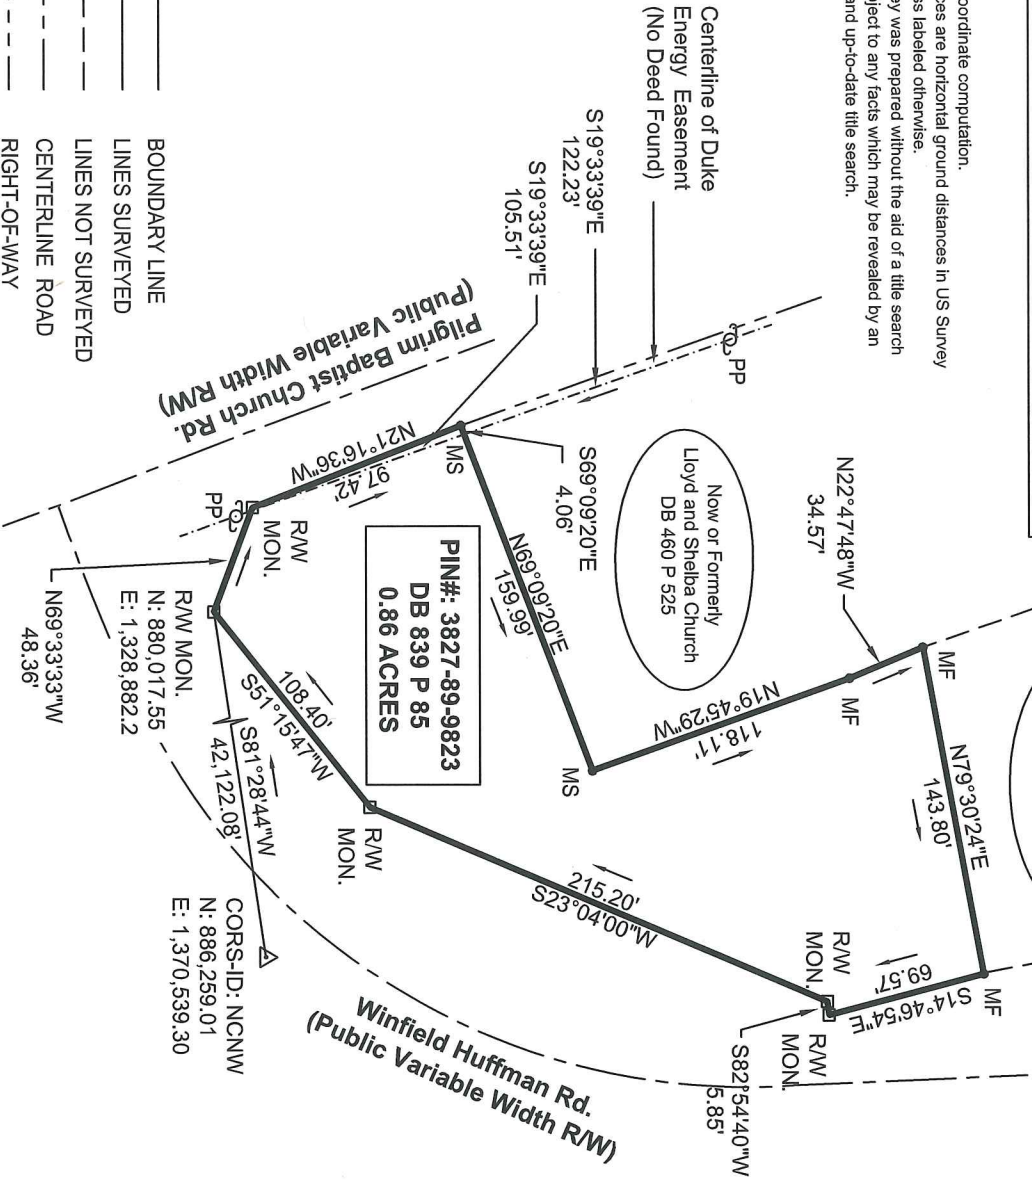 oordinate computation.
ces are horizontal ground distances in US Survey
ss labeled otherwise.
ey was prepared without the aid of a title search
bject to any facts which may be revealed by an
and up-to-date title search.
Centerline of Duke
Energy Easement
(No Deed Found)
S19°33'39"E
122.23'
S19°33'39"E
105.51'
PP
Pilgrim Baptist Church Rd.
(Public Variable Width R/W)
N21°16'36"W
97.42'
MS
S69°09'20"E
4.06'
Now or Formerly
Lloyd and Shelba Church
DB 460 P 525
N22°47'48"W
34.57'
MF
MF
N79°30'24"E
143.80'
MF
N69°09'20"E
159.99'
N19°45'29"W
118.11'
MS
PIN#: 3827-89-9823
DB 839 P 85
0.86 ACRES
S14°46'54"E
69.57'
R/W
MON.
R/W
MON.
S82°54'40"W
5.85'
215.20'
S23°04'00"W
R/W
MON.
108.40'
S51°15'47"W
R/W
MON.
PP
N69°33'33"W
48.36'
R/W MON.
N: 880,017.55
E: 1,328,882.2
S81°28'44"W
42,122.08'
CORS-ID: NCNW
N: 886,259.01
E: 1,370,539.30
Winfield Huffman Rd.
(Public Variable Width R/W)
BOUNDARY LINE
LINES SURVEYED
LINES NOT SURVEYED
CENTERLINE ROAD
RIGHT-OF-WAY